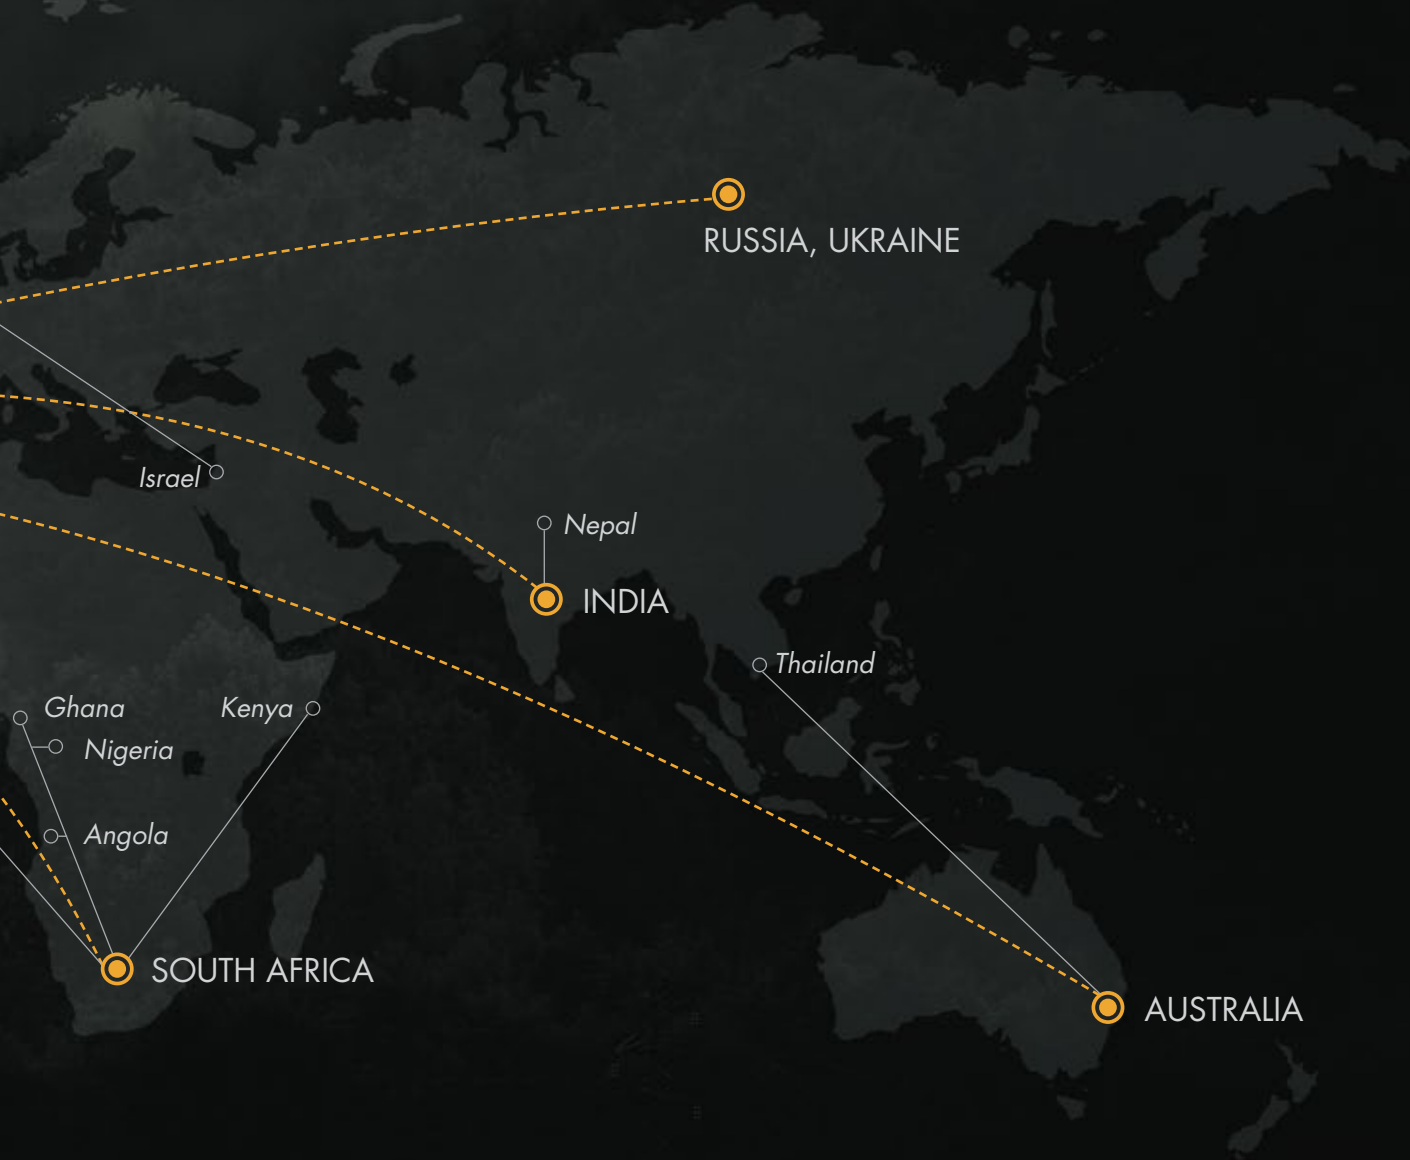 RUSSIA, UKRAINE
Israel
Nepal
INDIA
Thailand
Ghana
Kenya
Nigeria
Angola
SOUTH AFRICA
AUSTRALIA